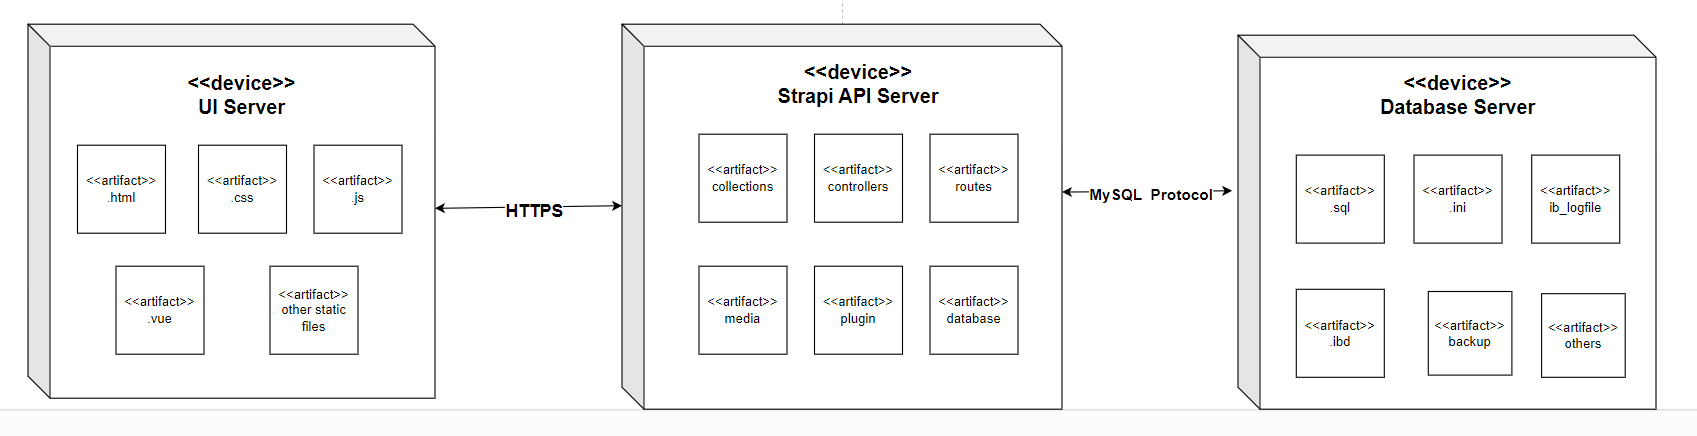 <<device>>
UI Server
<<artifact>>
.html
<<artifact>>
.css
<<artifact>>
.js
<<artifact>>
.vue
<<artifact>>
other static
files
HTTPS
<<device>>
Strapi API Server
<<artifact>>
collections
<<artifact>>
controllers
<<artifact>>
routes
<<artifact>>
media
<<artifact>>
plugin
<<artifact>>
database
MySQL Protocol
<<device>>
Database Server
<<artifact>>
.sql
<<artifact>>
.ini
<<artifact>>
ib_logfile
<<artifact>>
.ibd
<<artifact>>
backup
<<artifact>>
others